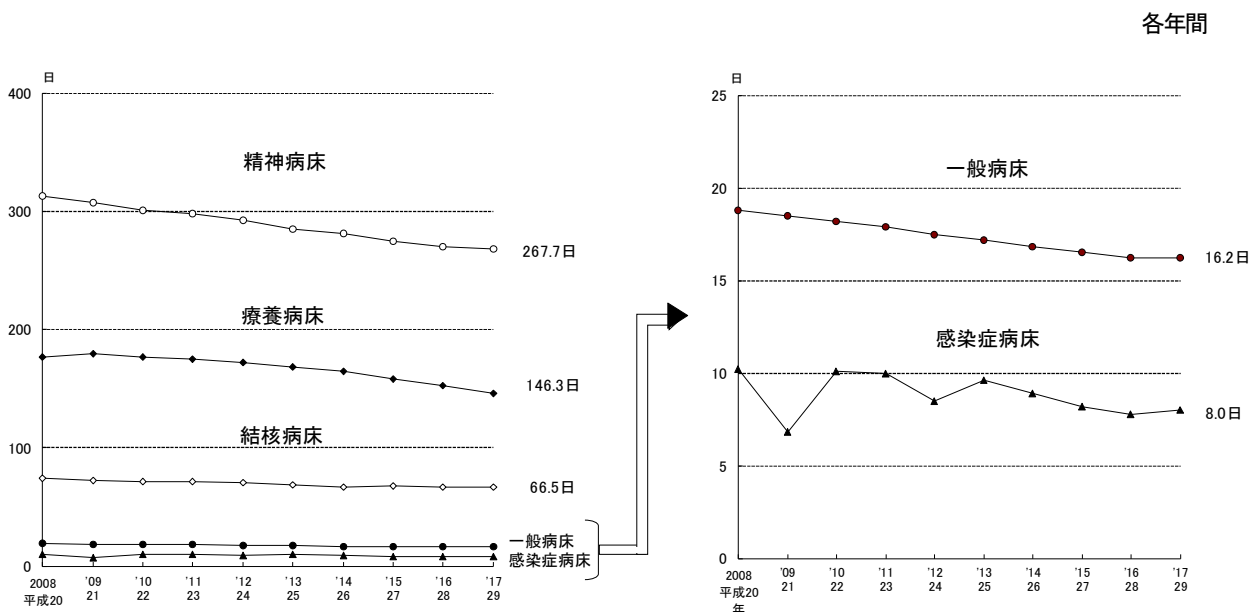 各年間
日
400
300
200
100
0
精神病床
267.7日
療養病床
146.3日
結核病床
66.5日
一般病床
感染症病床
2008 '09 '10 '11 '12 '13 '14 '15 '16 '17
平成20 21 22 23 24 25 26 27 28 29
日
25
20
15
10
5
0
一般病床
16.2日
感染症病床
8.0日
2008 '09 '10 '11 '12 '13 '14 '15 '16 '17
平成20 21 22 23 24 25 26 27 28 29
年